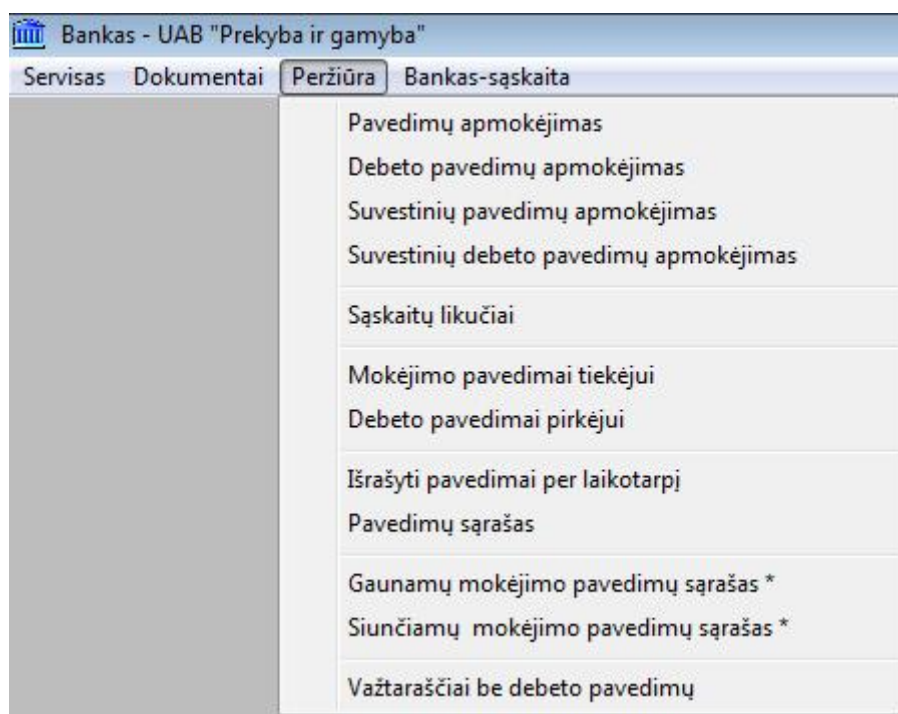 Bankas - UAB "Prekyba ir gamyba"
Servisas Dokumentai Peržiūra Bankas-sąskaita
Pavedimų apmokėjimas
Debeto pavedimų apmokėjimas
Suvestinių pavedimų apmokėjimas
Suvestinių debeto pavedimų apmokėjimas
Sąskaitų likučiai
Mokėjimo pavedimai tiekėjui
Debeto pavedimai pirkėjui
Išrašyti pavedimai per laikotarpį
Pavedimų sąrašas
Gaunamų mokėjimo pavedimų sąrašas *
Siunčiamų mokėjimo pavedimų sąrašas *
Važtaraščiai be debeto pavedimų